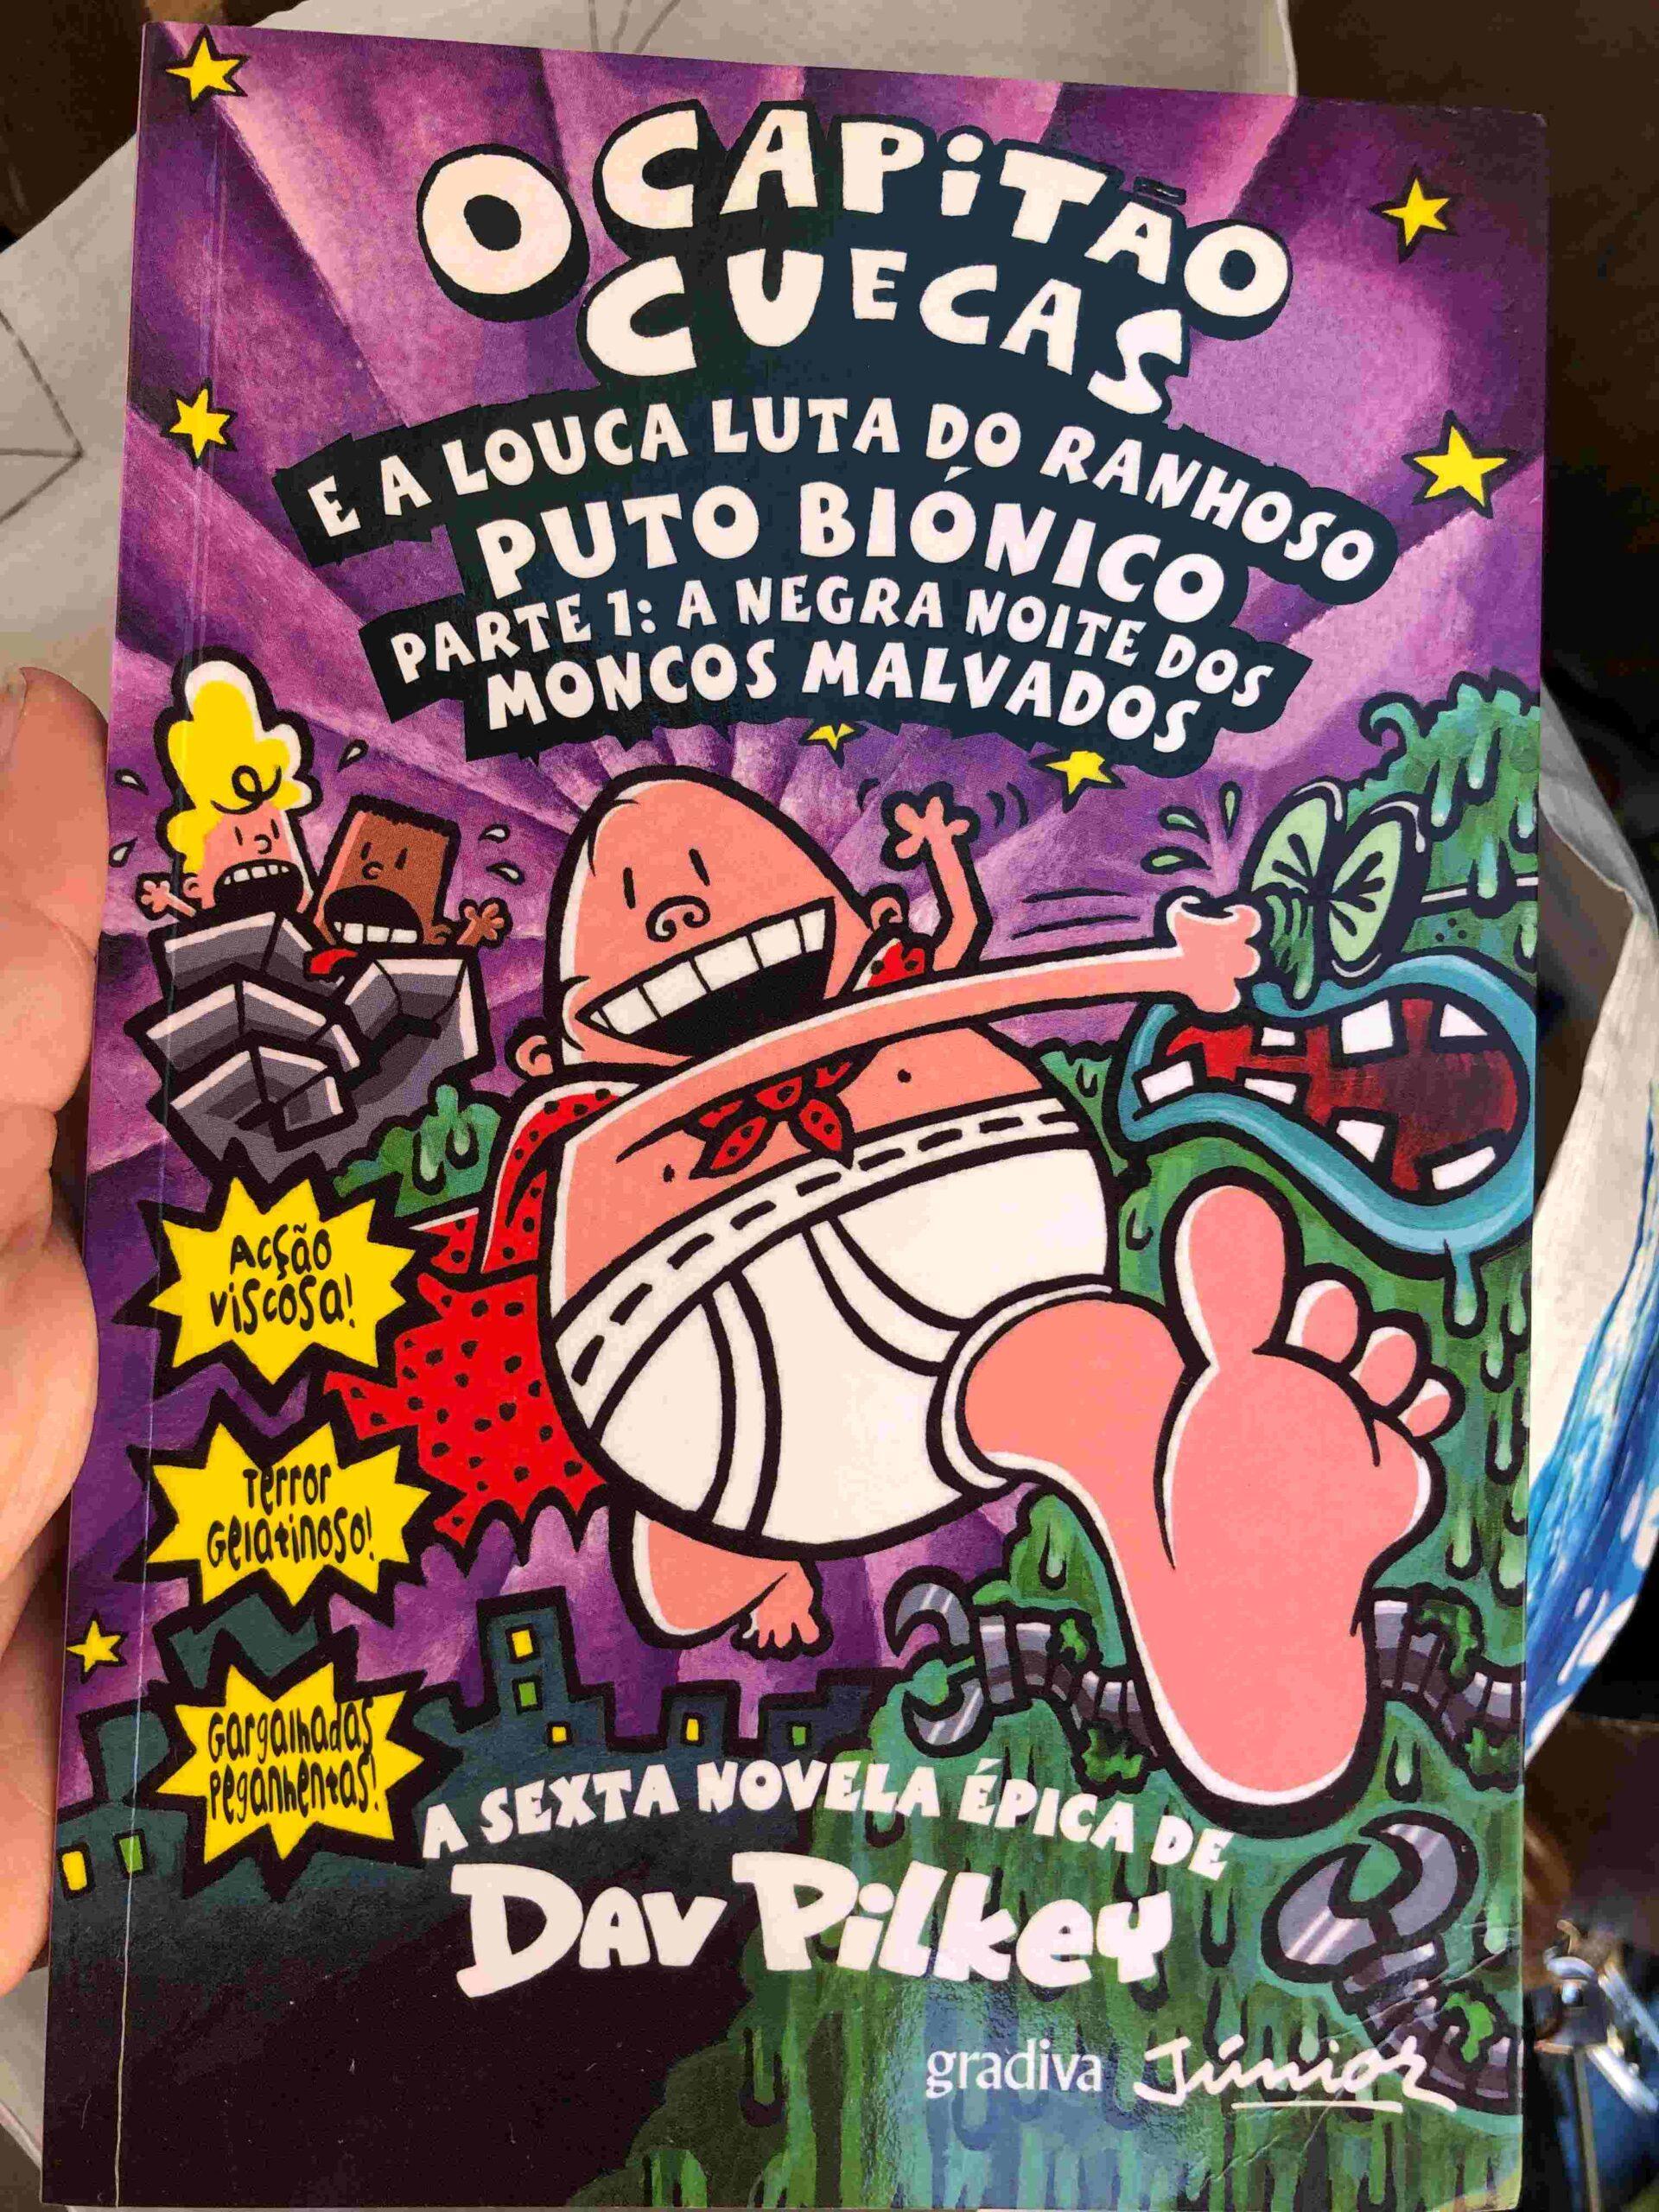 O CAPiTÃO
CUECAS
E A LOUCA LUTA DO RANHOSO
PUTO BIÓNICO
PARTE 1: A NEGRA NOITE DOS
MONCOS MALVADOS
Acção
viscosa!
Terror
Gelatinoso!
Gargalhadas
Peganhentas!
A SEXTA NOVELA ÉPICA DE
DAV PiLkey
gradiva Júnior